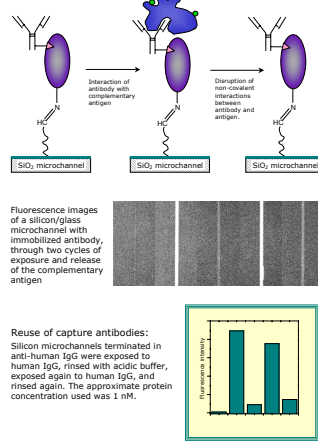 Interaction of
antibody with
complementary
antigen
Disruption of
non-covalent
interactions
between
antibody and
antigen.
N
N
N
HC
HC
HC
SiO₂ microchannel
SiO₂ microchannel
SiO₂ microchannel
Fluorescence images
of a silicon/glass
microchannel with
immobilized antibody,
through two cycles of
exposure and release
of the complementary
antigen
Reuse of capture antibodies:
Silicon microchannels terminated in
anti-human IgG were exposed to
human IgG, rinsed with acidic buffer,
exposed again to human IgG, and
rinsed again. The approximate protein
concentration used was 1 nM.
Fluorescence intensity